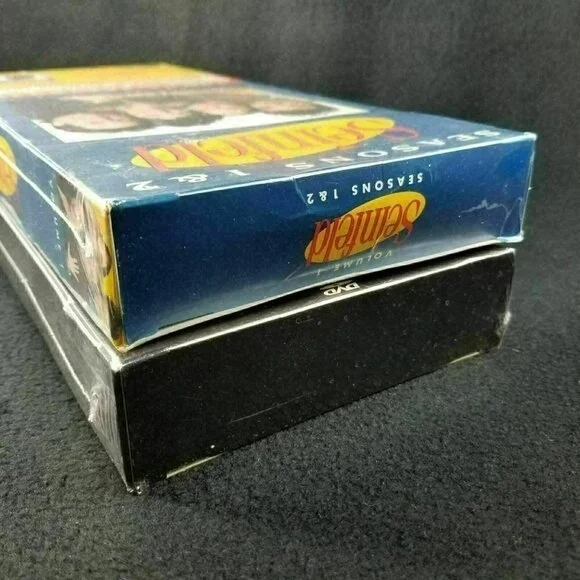 Seinfeld
SEASONS 1 & 2
VOLUME 1
Seinfeld
SEASONS 1 & 2
DVD